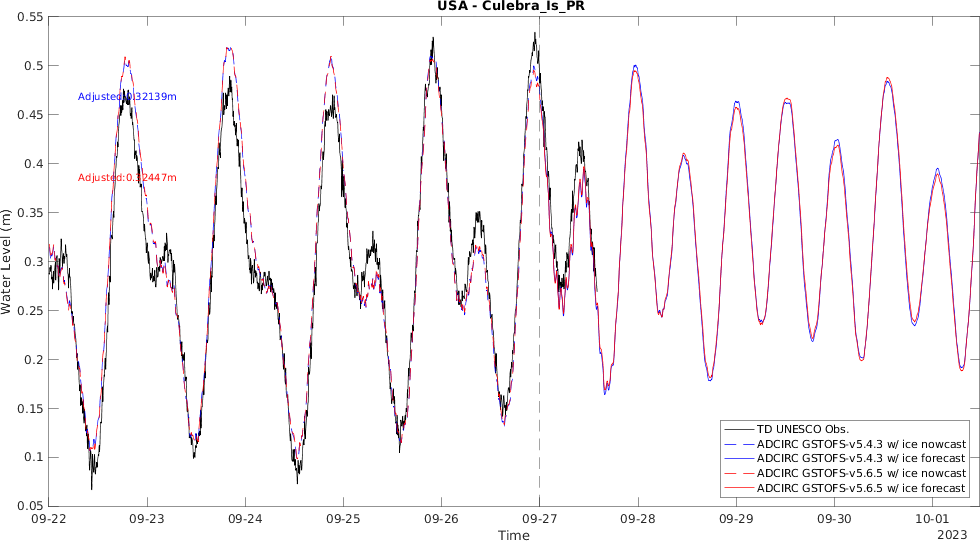 USA - Culebra_Is_PR
0.55
0.5
0.45
0.4
0.35
0.3
0.25
0.2
0.15
0.1
0.05
Water Level (m)
Adjusted:0.32139m
Adjusted:0.32447m
TD UNESCO Obs.
ADCIRC GSTOFS-v5.4.3 w/ ice nowcast
ADCIRC GSTOFS-v5.4.3 w/ ice forecast
ADCIRC GSTOFS-v5.6.5 w/ ice nowcast
ADCIRC GSTOFS-v5.6.5 w/ ice forecast
09-22 09-23 09-24 09-25 09-26 09-27 09-28 09-29 09-30 10-01
Time
2023